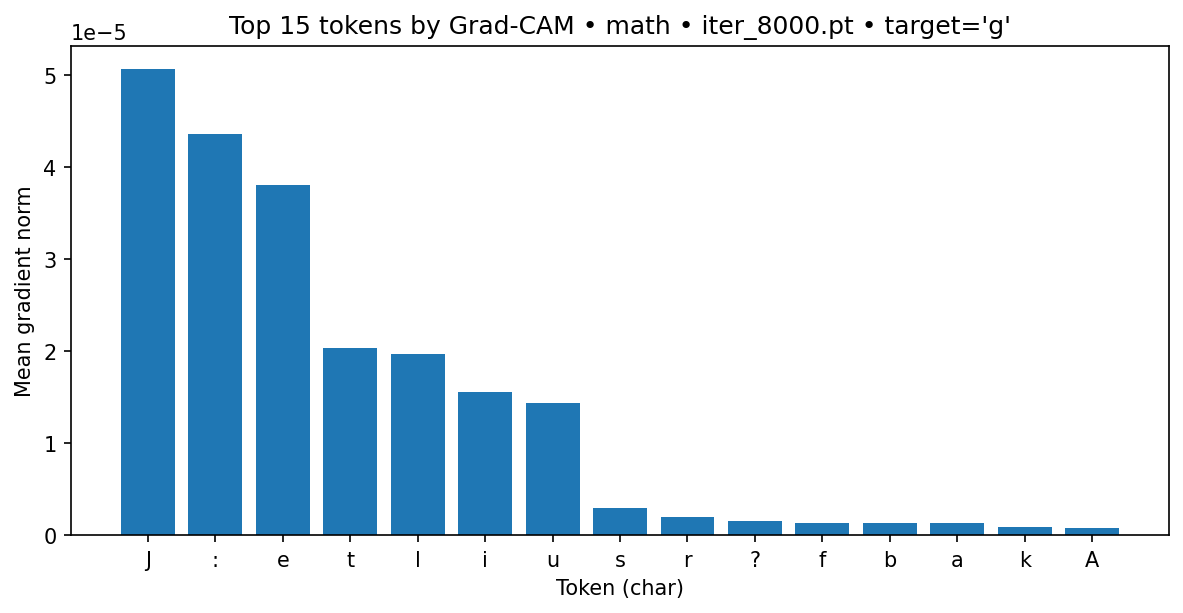 Top 15 tokens by Grad-CAM • math • iter_8000.pt • target='g'
1e−5
5
4
3
2
1
0
Mean gradient norm
J : e t l i u s r ? f b a k A
Token (char)